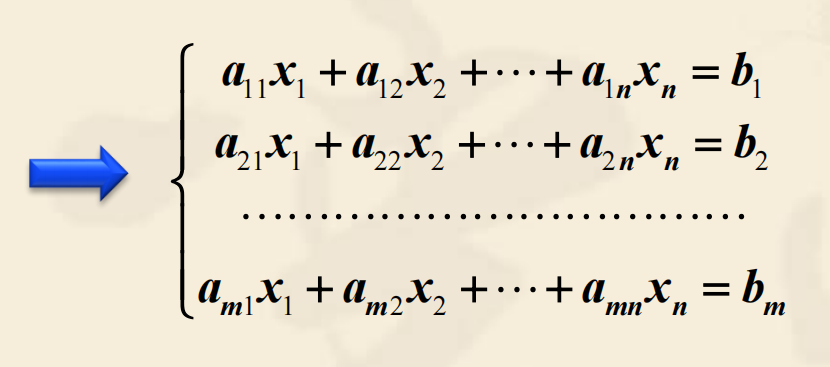 a₁₁x₁ + a₁₂x₂ + ⋯ + a₁ₙxₙ = b₁
a₂₁x₁ + a₂₂x₂ + ⋯ + a₂ₙxₙ = b₂
.................................
aₘ₁x₁ + aₘ₂x₂ + ⋯ + aₘₙxₙ = bₘ